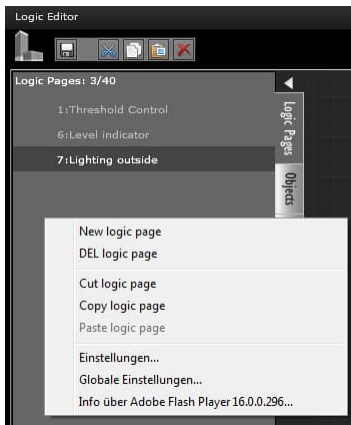 Logic Editor
Logic Pages: 3/40
1:Threshold Control
6:Level indicator
7:Lighting outside
Logic Pages
Objects
New logic page
DEL logic page
Cut logic page
Copy logic page
Paste logic page
Einstellungen...
Globale Einstellungen...
Info über Adobe Flash Player 16.0.0.296...